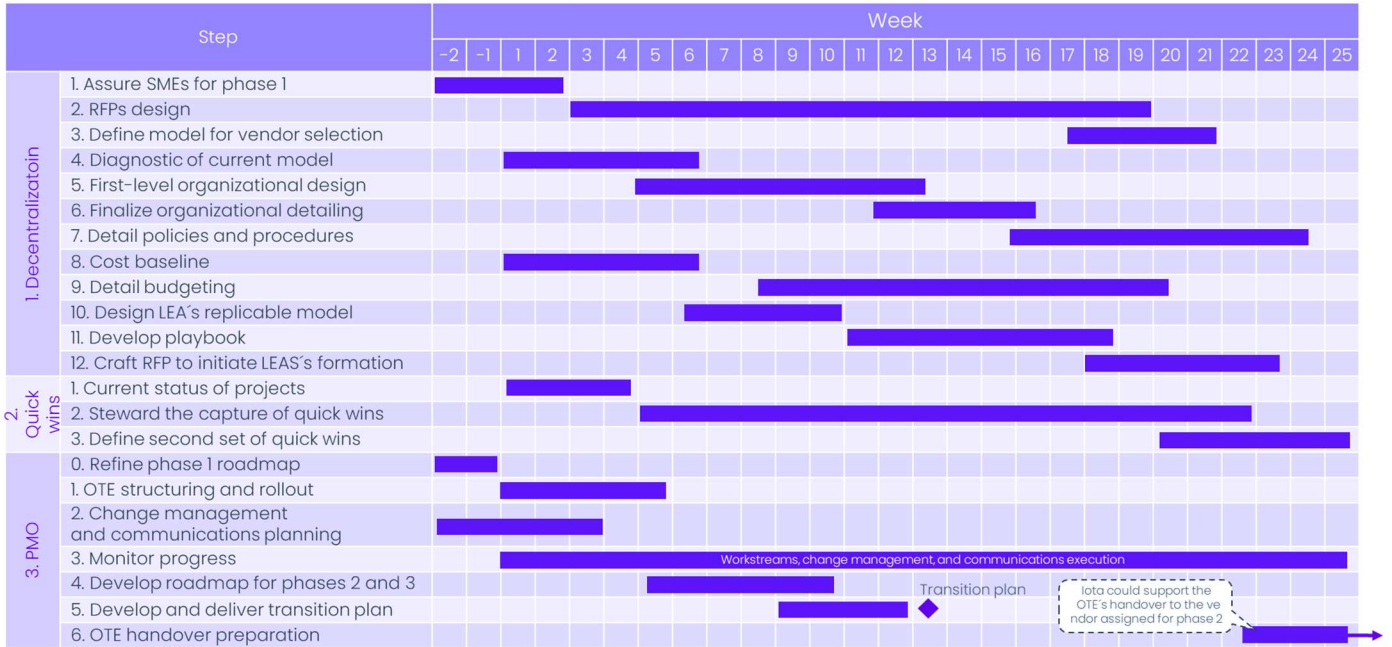 Step
Week
-2 -1 1 2 3 4 5 6 7 8 9 10 11 12 13 14 15 16 17 18 19 20 21 22 23 24 25
1. Decentralizatoin
1. Assure SMEs for phase 1
2. RFPs design
3. Define model for vendor selection
4. Diagnostic of current model
5. First-level organizational design
6. Finalize organizational detailing
7. Detail policies and procedures
8. Cost baseline
9. Detail budgeting
10. Design LEA´s replicable model
11. Develop playbook
12. Craft RFP to initiate LEAS´s formation
2.
Quick
wins
1. Current status of projects
2. Steward the capture of quick wins
3. Define second set of quick wins
3. PMO
0. Refine phase 1 roadmap
1. OTE structuring and rollout
2. Change management
and communications planning
3. Monitor progress
Workstreams, change management, and communications execution
4. Develop roadmap for phases 2 and 3
5. Develop and deliver transition plan
Transition plan
Iota could support the
OTE´s handover to the ve
ndor assigned for phase 2
6. OTE handover preparation